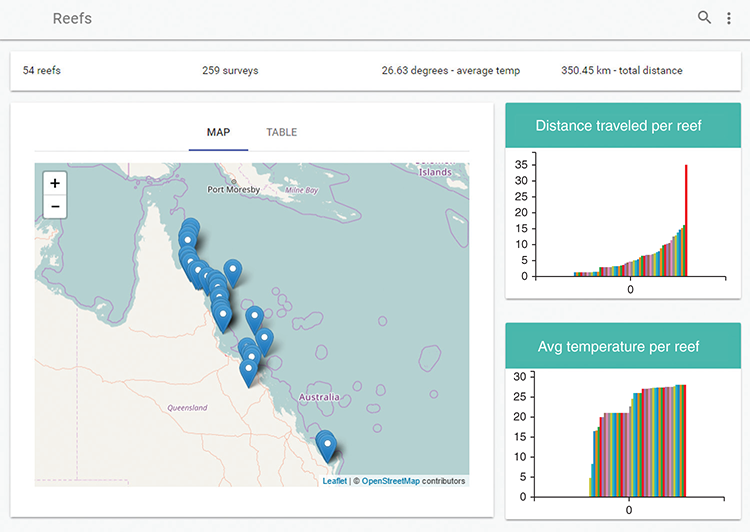 Reefs
54 reefs
259 surveys
26.63 degrees - average temp
350.45 km - total distance
MAP
TABLE
+
−
Port Moresby
Milne Bay
Islands
Queensland
Australia
Leaflet | © OpenStreetMap contributors
Distance traveled per reef
35
30
25
20
15
10
5
0
0
Avg temperature per reef
30
25
20
15
10
5
0
0